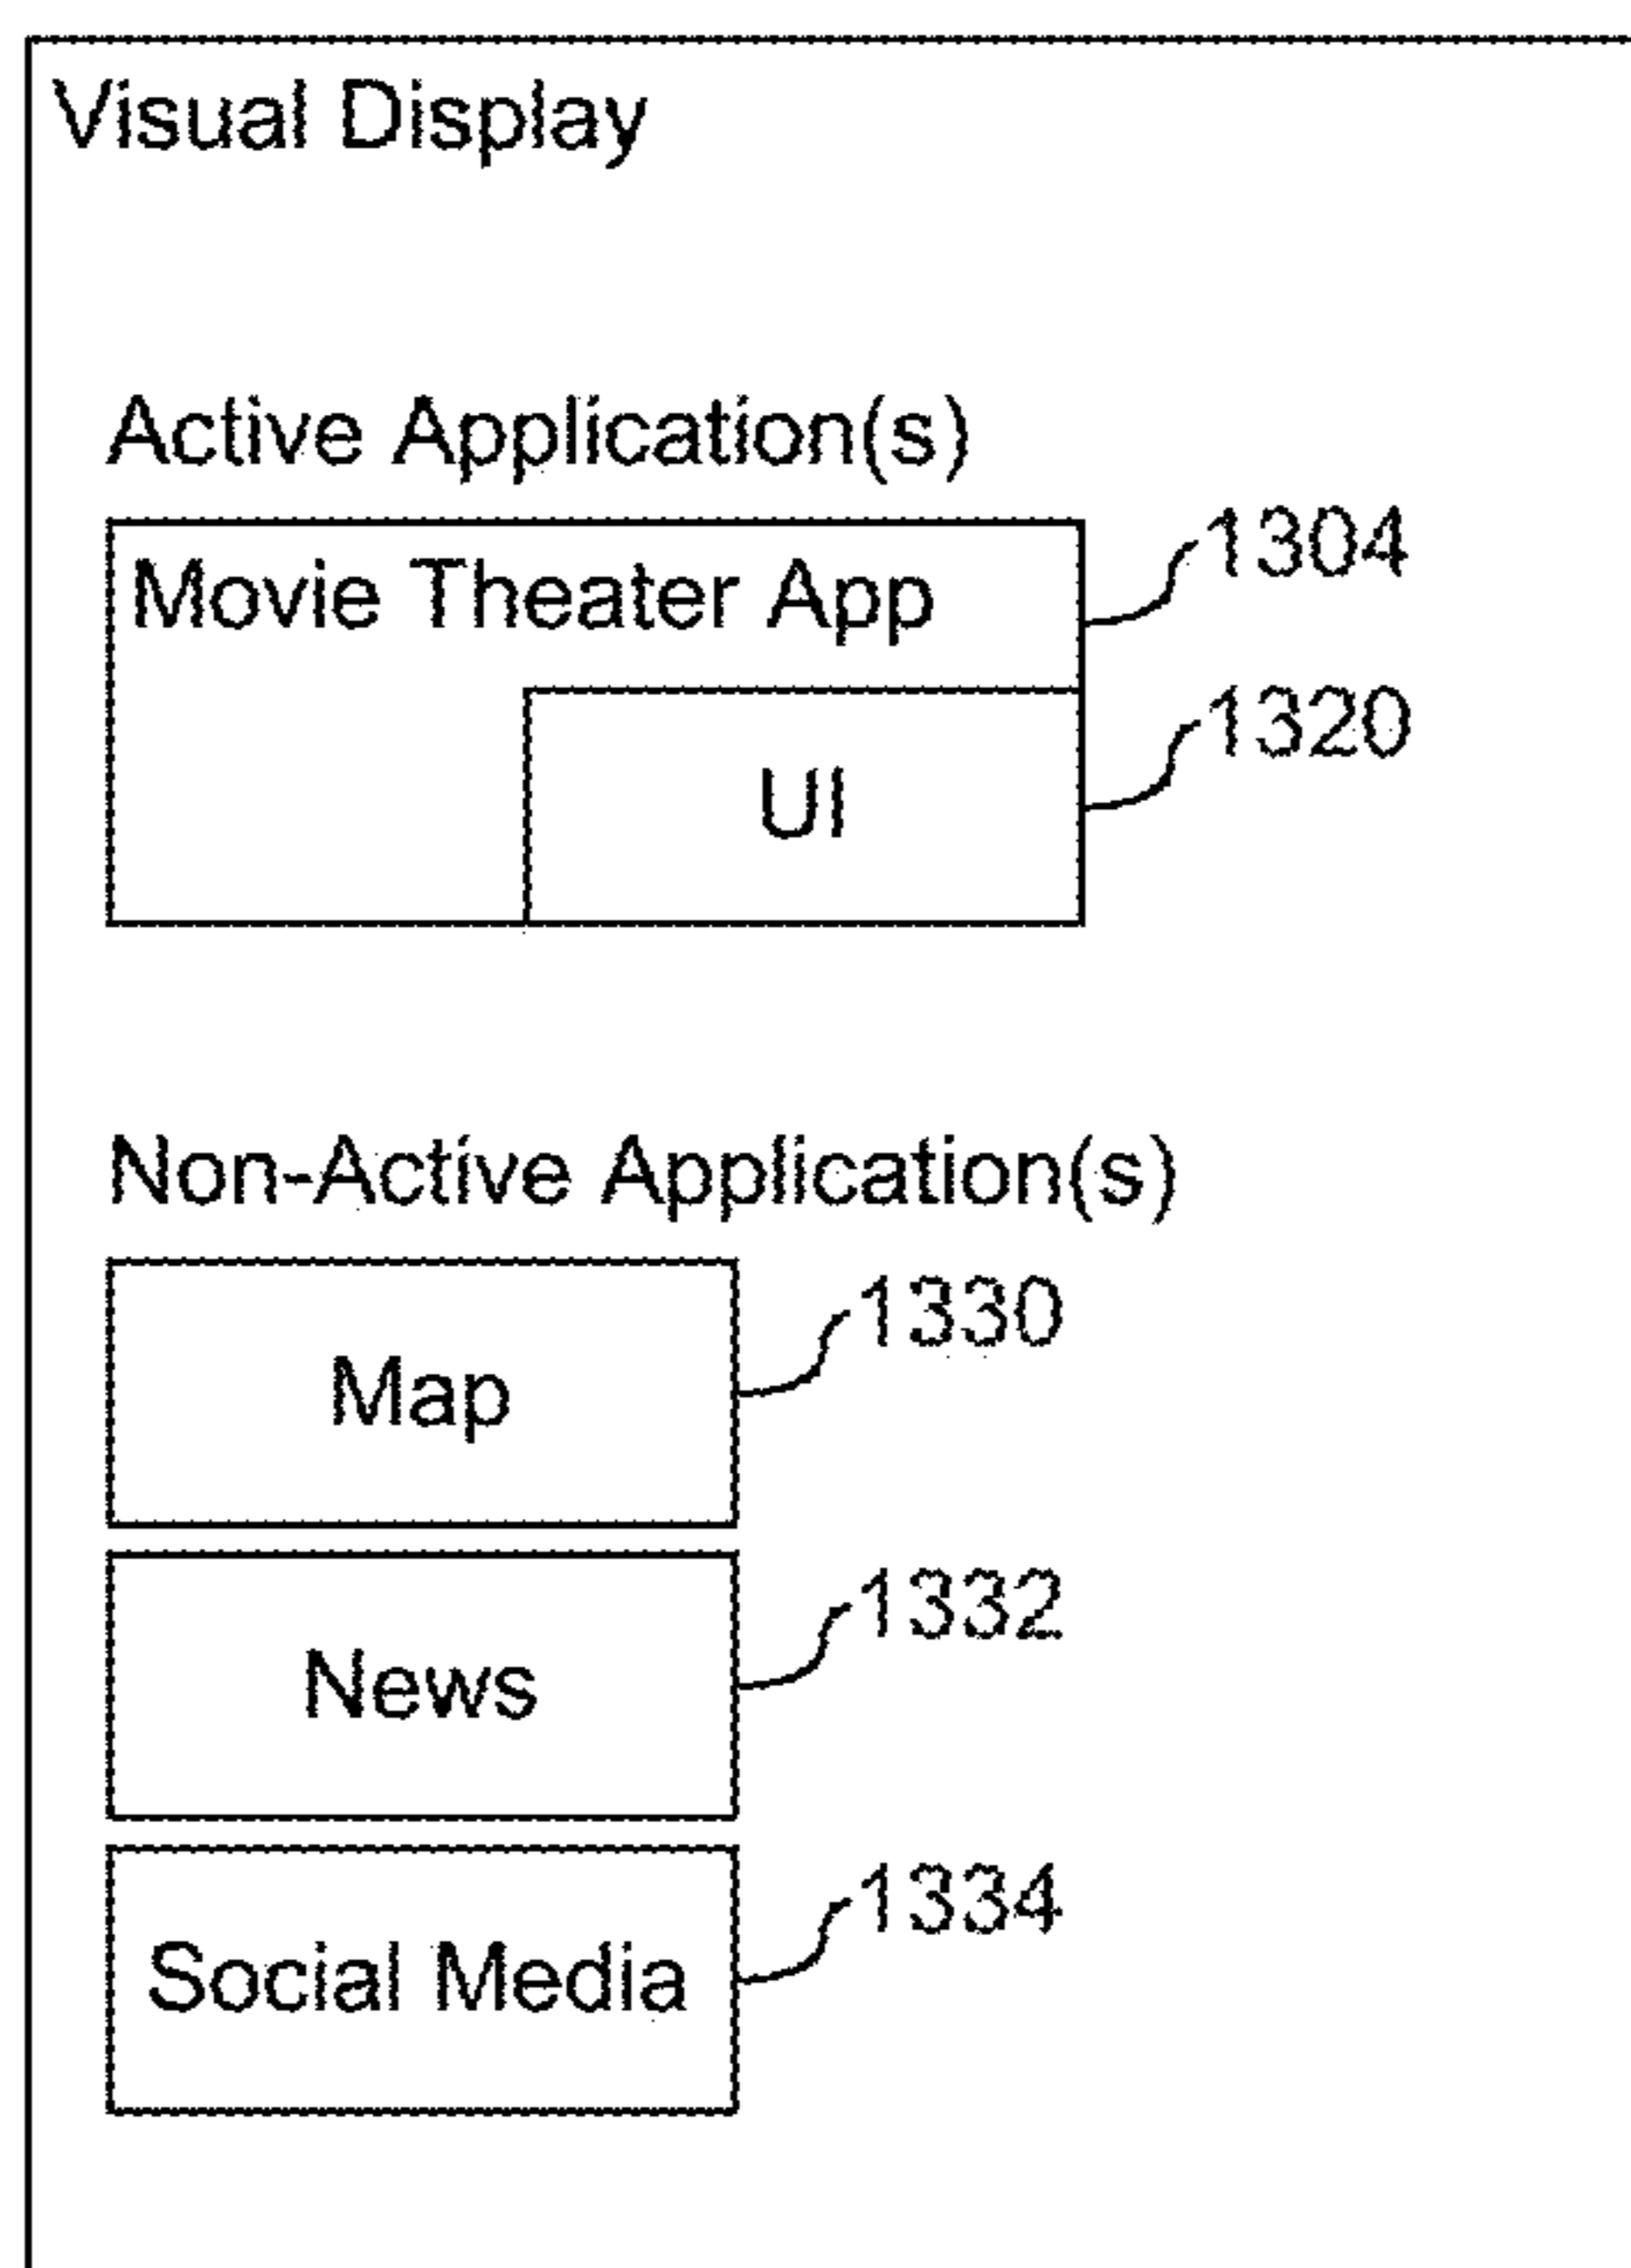 Visual Display
Active Application(s)
Movie Theater App
1304
UI
1320
Non-Active Application(s)
Map
1330
News
1332
Social Media
1334